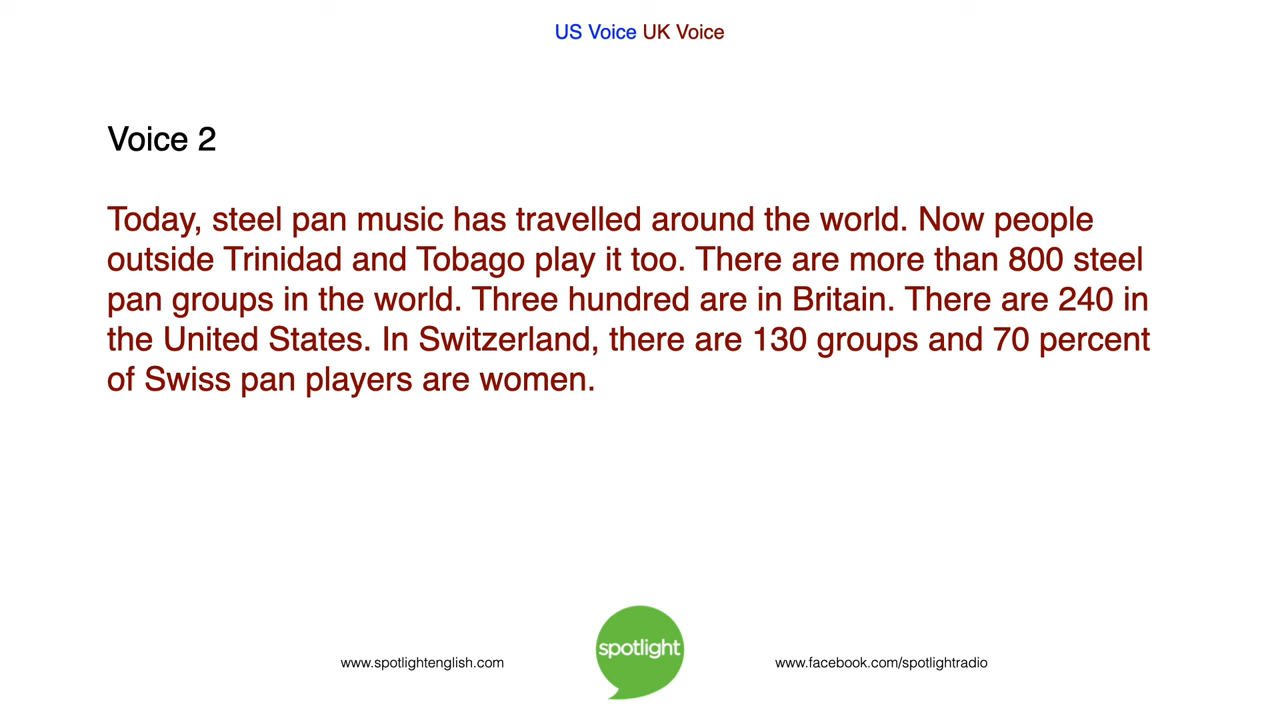 US Voice UK Voice
Voice 2
Today, steel pan music has travelled around the world. Now people
outside Trinidad and Tobago play it too. There are more than 800 steel
pan groups in the world. Three hundred are in Britain. There are 240 in
the United States. In Switzerland, there are 130 groups and 70 percent
of Swiss pan players are women.
www.spotlightenglish.com
spotlight
www.facebook.com/spotlightradio